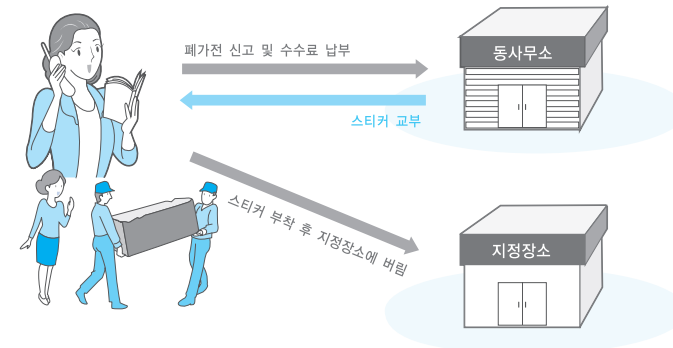 폐가전 신고 및 수수료 납부
동사무소
스티커 교부
스티커 부착 후 지정장소에 버림
지정장소